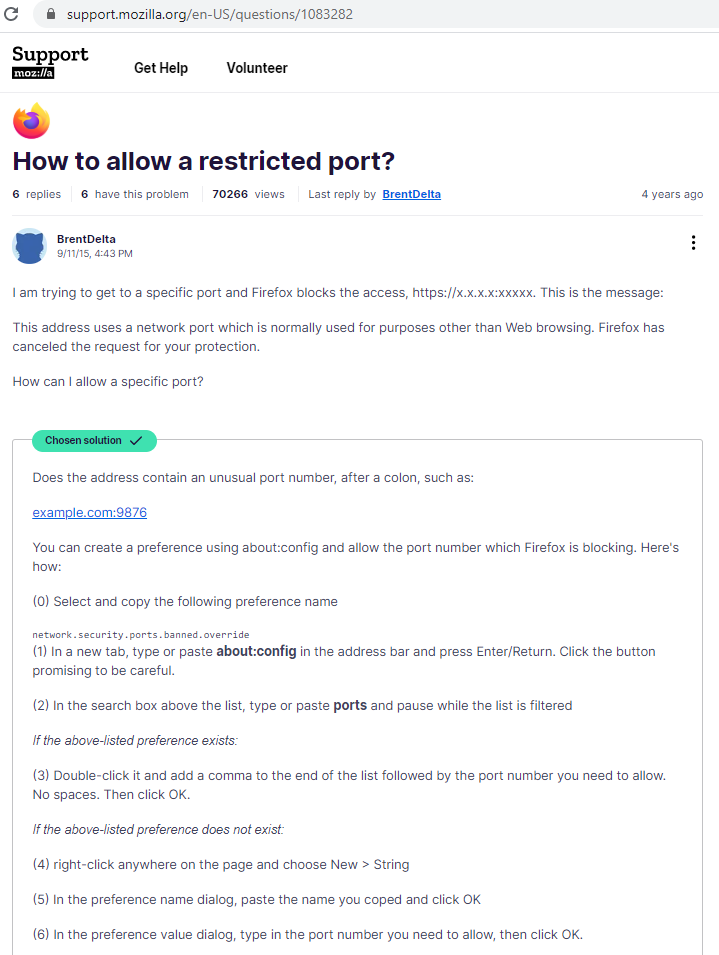 support.mozilla.org/en-US/questions/1083282
Support
moz://a
Get Help
Volunteer
How to allow a restricted port?
6 replies 6 have this problem 70266 views Last reply by BrentDelta 4 years ago
BrentDelta
9/11/15, 4:43 PM
I am trying to get to a specific port and Firefox blocks the access, https://x.x.x.x:xxxxx. This is the message:
This address uses a network port which is normally used for purposes other than Web browsing. Firefox has
canceled the request for your protection.
How can I allow a specific port?
Chosen solution
Does the address contain an unusual port number, after a colon, such as:
example.com:9876
You can create a preference using about:config and allow the port number which Firefox is blocking. Here's
how:
(0) Select and copy the following preference name
network.security.ports.banned.override
(1) In a new tab, type or paste about:config in the address bar and press Enter/Return. Click the button
promising to be careful.
(2) In the search box above the list, type or paste ports and pause while the list is filtered
If the above-listed preference exists:
(3) Double-click it and add a comma to the end of the list followed by the port number you need to allow.
No spaces. Then click OK.
If the above-listed preference does not exist:
(4) right-click anywhere on the page and choose New > String
(5) In the preference name dialog, paste the name you coped and click OK
(6) In the preference value dialog, type in the port number you need to allow, then click OK.